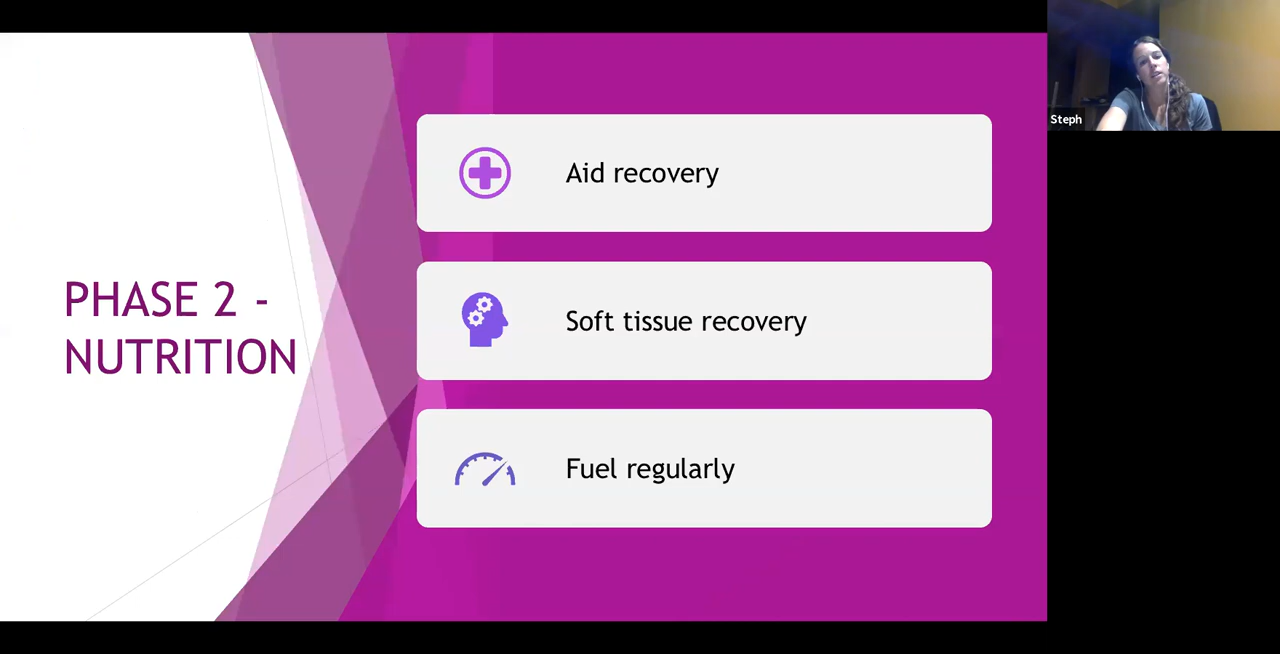 PHASE 2 -
NUTRITION
Aid recovery
Soft tissue recovery
Fuel regularly
Steph